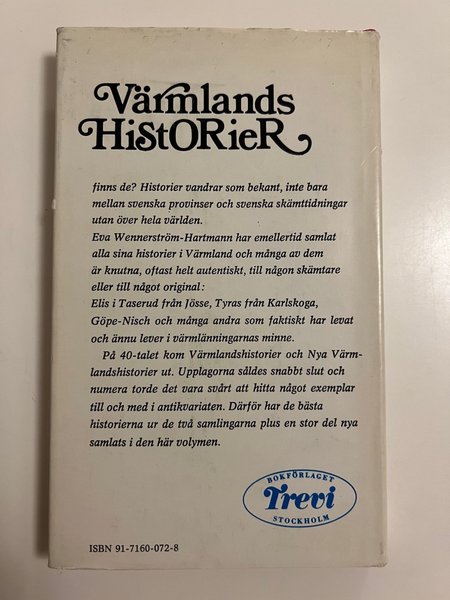 Värmlands
HiStORieR
finns de? Historier vandrar som bekant, inte bara
mellan svenska provinser och svenska skämttidningar
utan över hela världen.
Eva Wennerström-Hartmann har emellertid samlat
alla sina historier i Värmland och många av dem
är knutna, oftast helt autentiskt, till någon skämtare
eller till något original:
Elis i Taserud från Jösse, Tyras från Karlskoga,
Göpe-Nisch och många andra som faktiskt har levat
och ännu lever i värmlänningarnas minne.
På 40-talet kom Värmlandshistorier och Nya Värm-
landshistorier ut. Upplagorna såldes snabbt slut och
numera torde det vara svårt att hitta något exemplar
till och med i antikvariaten. Därför har de bästa
historierna ur de två samlingarna plus en stor del nya
samlats i den här volymen.
BOKFÖRLAGET
Trevi
STOCKHOLM
ISBN 91-7160-072-8